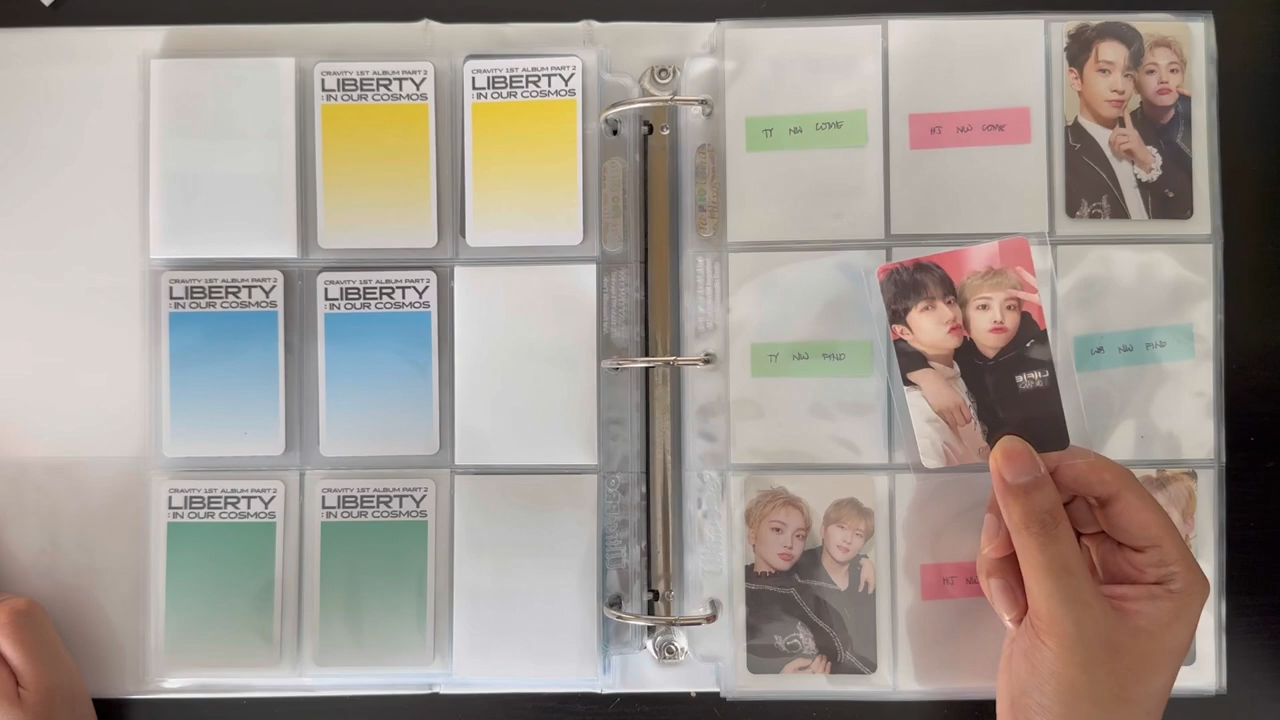 CRAVITY 1ST ALBUM PART 2
LIBERTY
: IN OUR COSMOS
CRAVITY 1ST ALBUM PART 2
LIBERTY
: IN OUR COSMOS
CRAVITY 1ST ALBUM PART 2
LIBERTY
: IN OUR COSMOS
CRAVITY 1ST ALBUM PART 2
LIBERTY
: IN OUR COSMOS
CRAVITY 1ST ALBUM PART 2
LIBERTY
: IN OUR COSMOS
CRAVITY 1ST ALBUM PART 2
LIBERTY
: IN OUR COSMOS
TY NW COME
HJ NW COME
TY NW FIND
WB NW FIND
HJ NW